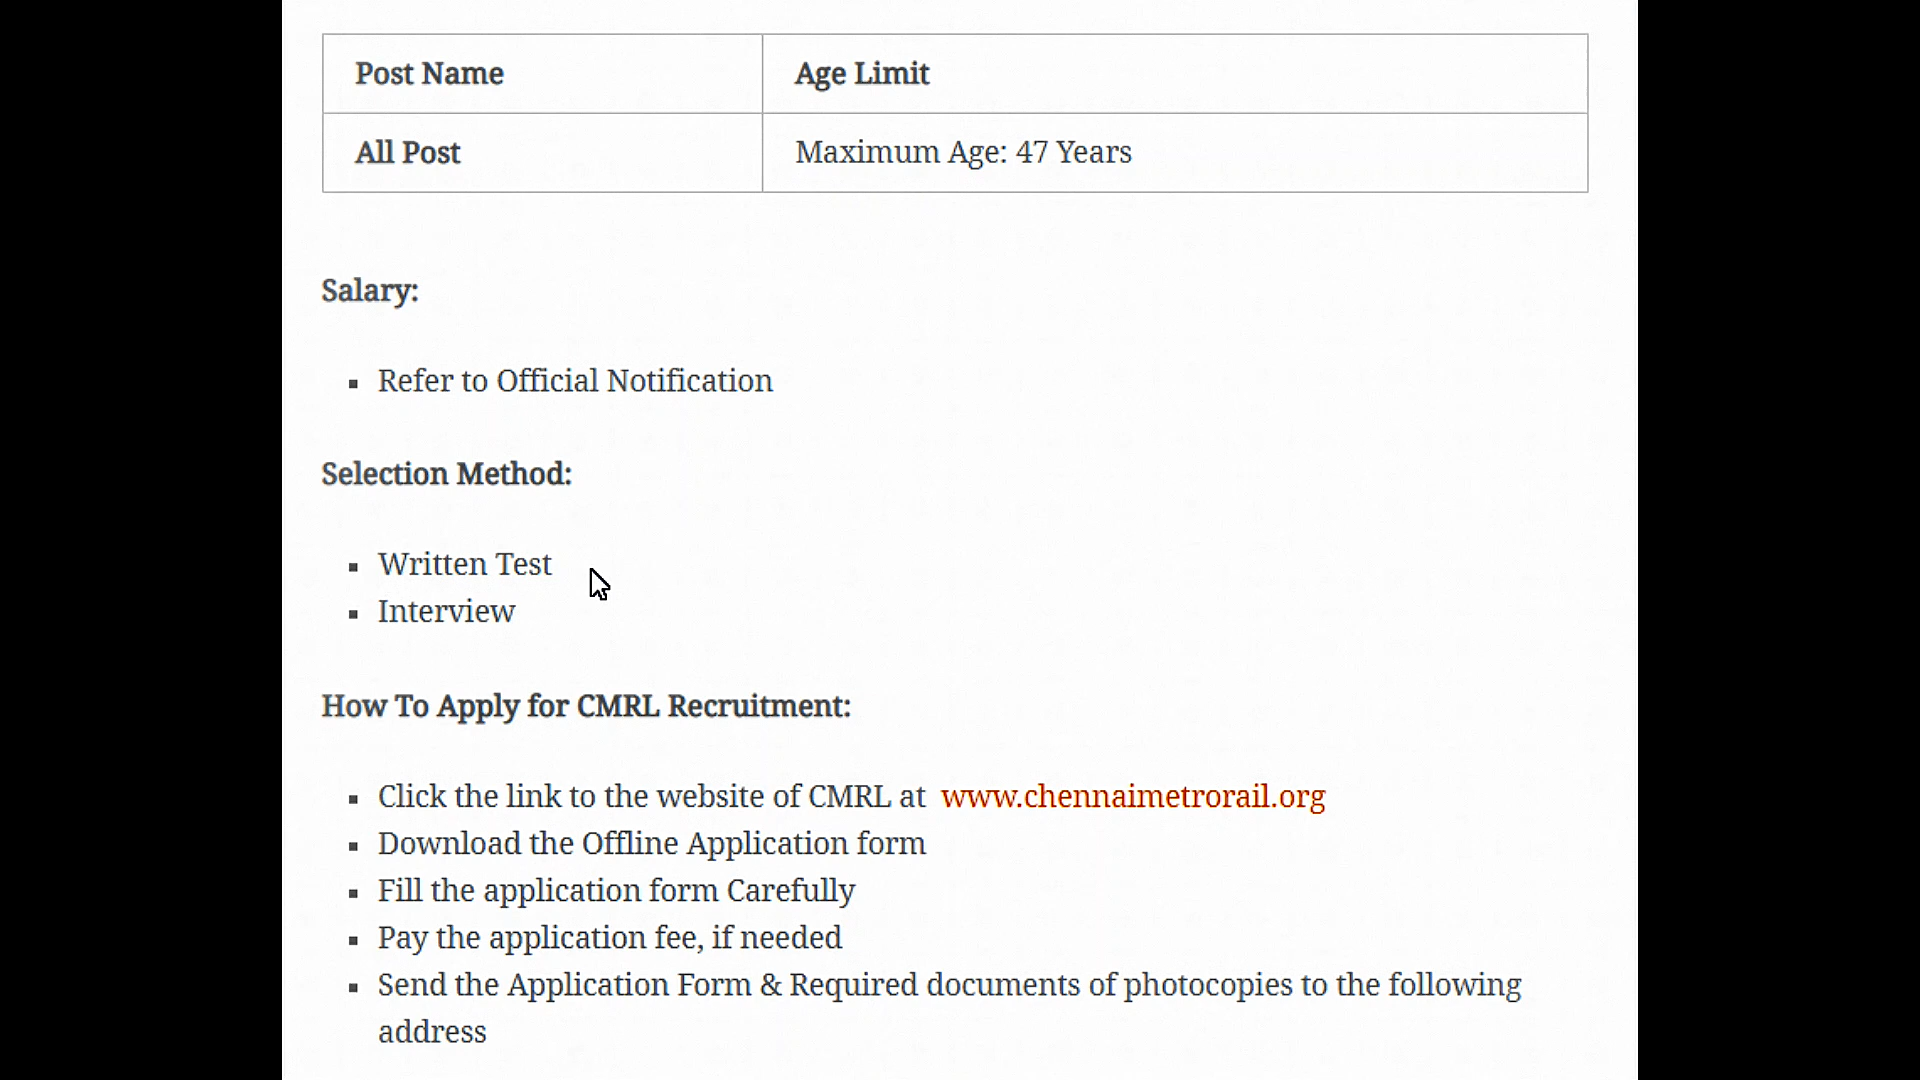 Post Name Age Limit
All Post Maximum Age: 47 Years
Salary:
▪ Refer to Official Notification
Selection Method:
▪ Written Test
▪ Interview
How To Apply for CMRL Recruitment:
▪ Click the link to the website of CMRL at www.chennaimetrorail.org
▪ Download the Offline Application form
▪ Fill the application form Carefully
▪ Pay the application fee, if needed
▪ Send the Application Form & Required documents of photocopies to the following
address